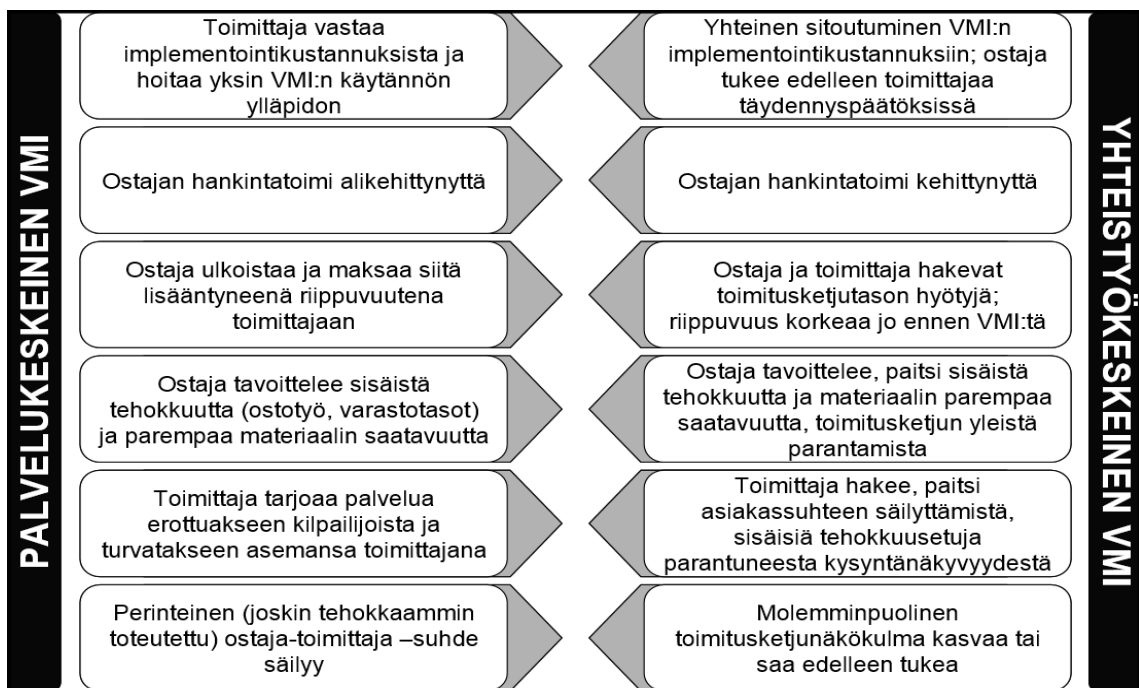 PALVELUKESKEINEN VMI
Toimittaja vastaa
implementointikustannuksista ja
hoitaa yksin VMI:n käytännön
ylläpidon
Yhteinen sitoutuminen VMI:n
implementointikustannuksiin; ostaja
tukee edelleen toimittajaa
täydennyspäätöksissä
Ostajan hankintatoimi alikehittynyttä
Ostajan hankintatoimi kehittynyttä
Ostaja ulkoistaa ja maksaa siitä
lisääntyneenä riippuvuutena
toimittajaan
Ostaja ja toimittaja hakevat
toimitusketjutason hyötyjä;
riippuvuus korkeaa jo ennen VMI:tä
Ostaja tavoittelee sisäistä
tehokkuutta (ostotyö, varastotasot)
ja parempaa materiaalin saatavuutta
Ostaja tavoittelee, paitsi sisäistä
tehokkuutta ja materiaalin parempaa
saatavuutta, toimitusketjun yleistä
parantamista
Toimittaja tarjoaa palvelua
erottuakseen kilpailijoista ja
turvatakseen asemansa toimittajana
Toimittaja hakee, paitsi
asiakassuhteen säilyttämistä,
sisäisiä tehokkuusetuja
parantuneesta kysyntänäkyvyydestä
Perinteinen (joskin tehokkaammin
toteutettu) ostaja-toimittaja –suhde
säilyy
Molemminpuolinen
toimitusketjunäkökulma kasvaa tai
saa edelleen tukea
YHTEISTYÖKESKEINEN VMI